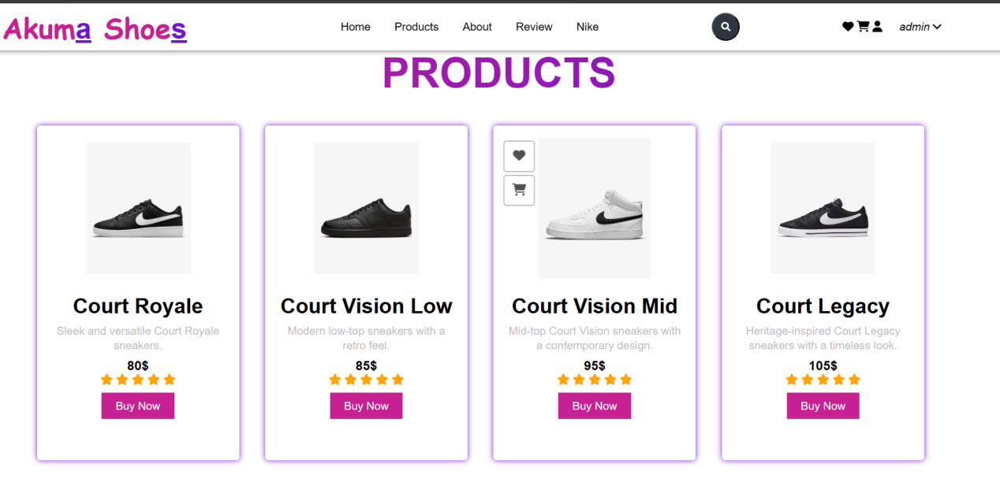 Akuma Shoes
Home Products About Review Nike
admin
PRODUCTS
Court Royale
Sleek and versatile Court Royale
sneakers.
80$
Buy Now
Court Vision Low
Modern low-top sneakers with a
retro feel.
85$
Buy Now
Court Vision Mid
Mid-top Court Vision sneakers with
a contemporary design.
95$
Buy Now
Court Legacy
Heritage-inspired Court Legacy
sneakers with a timeless look.
105$
Buy Now